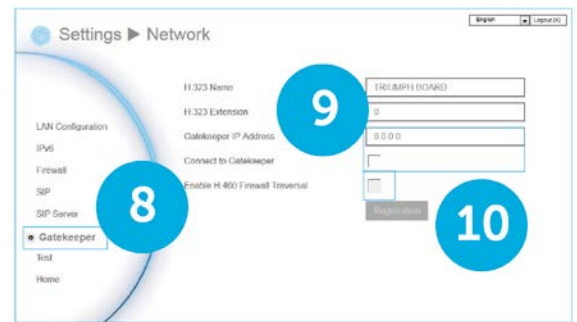 English Logout [X]
Settings ▶ Network
H.323 Name TRIUMPH BOARD
H.323 Extension 0
Gatekeeper IP Address 0.0.0.0
Connect to Gatekeeper
Enable H.460 Firewall Traversal
Registration
LAN Configuration
IPv6
Firewall
SIP
SIP Server
Gatekeeper
Test
Home
8
9
10